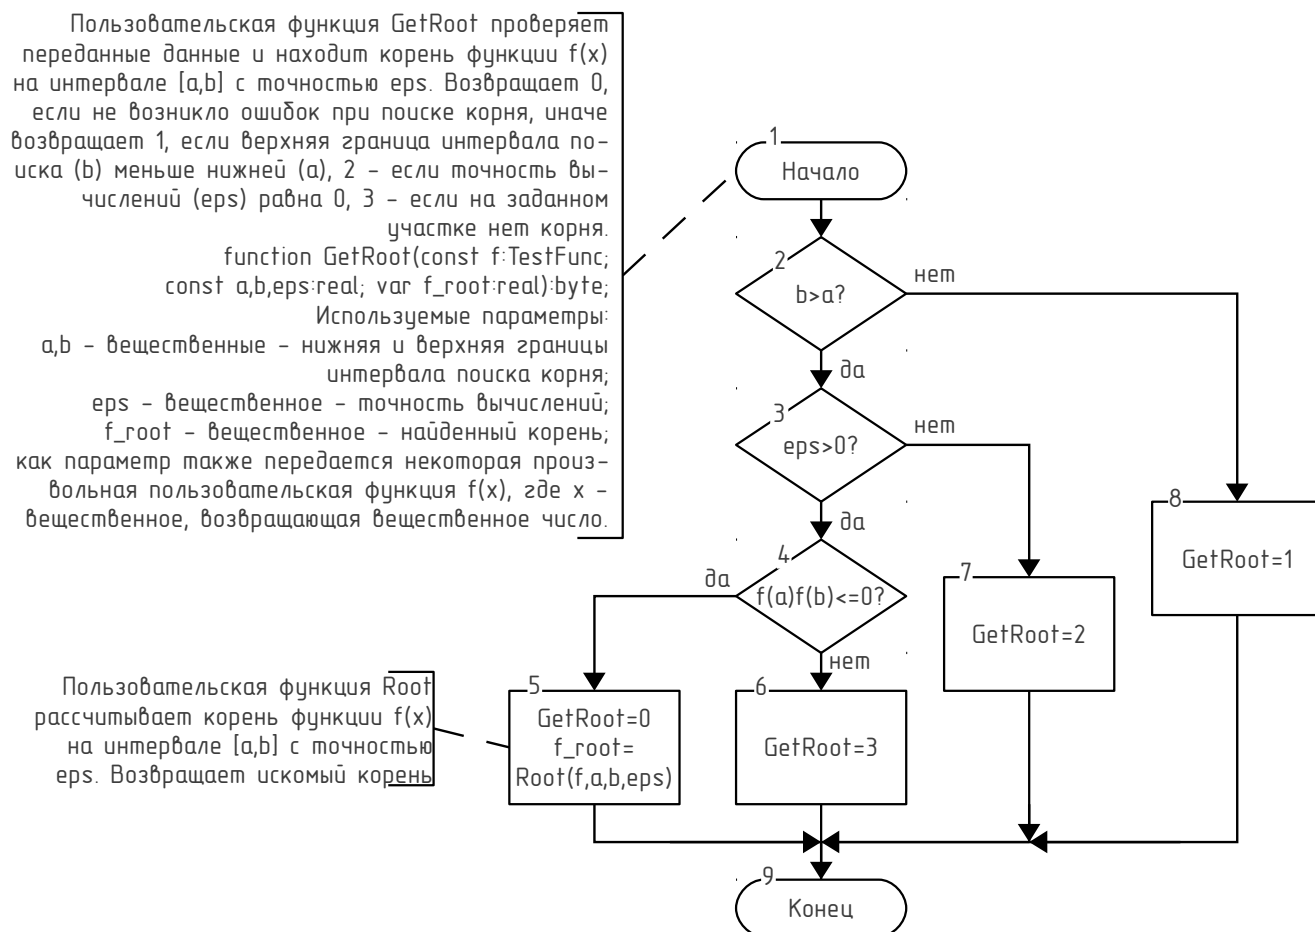 Пользовательская функция GetRoot проверяет
переданные данные и находит корень функции f(x)
на интервале [a,b] с точностью eps. Возвращает 0,
если не возникло ошибок при поиске корня, иначе
возвращает 1, если верхняя граница интервала по-
иска (b) меньше нижней (a), 2 - если точность вы-
числений (eps) равна 0, 3 - если на заданном
участке нет корня.
function GetRoot(const f:TestFunc;
const a,b,eps:real; var f_root:real):byte;
Используемые параметры:
a,b - вещественные - нижняя и верхняя границы
интервала поиска корня;
eps - вещественное - точность вычислений;
f_root - вещественное - найденный корень;
как параметр также передается некоторая произ-
вольная пользовательская функция f(x), где x -
вещественное, возвращающая вещественное число.
1
Начало
2
b>a?
нет
да
3
eps>0?
нет
да
4
f(a)f(b)<=0?
да
нет
8
GetRoot=1
7
GetRoot=2
Пользовательская функция Root
рассчитывает корень функции f(x)
на интервале [a,b] с точностью
eps. Возвращает искомый корень
5
GetRoot=0
f_root=
Root(f,a,b,eps)
6
GetRoot=3
9
Конец